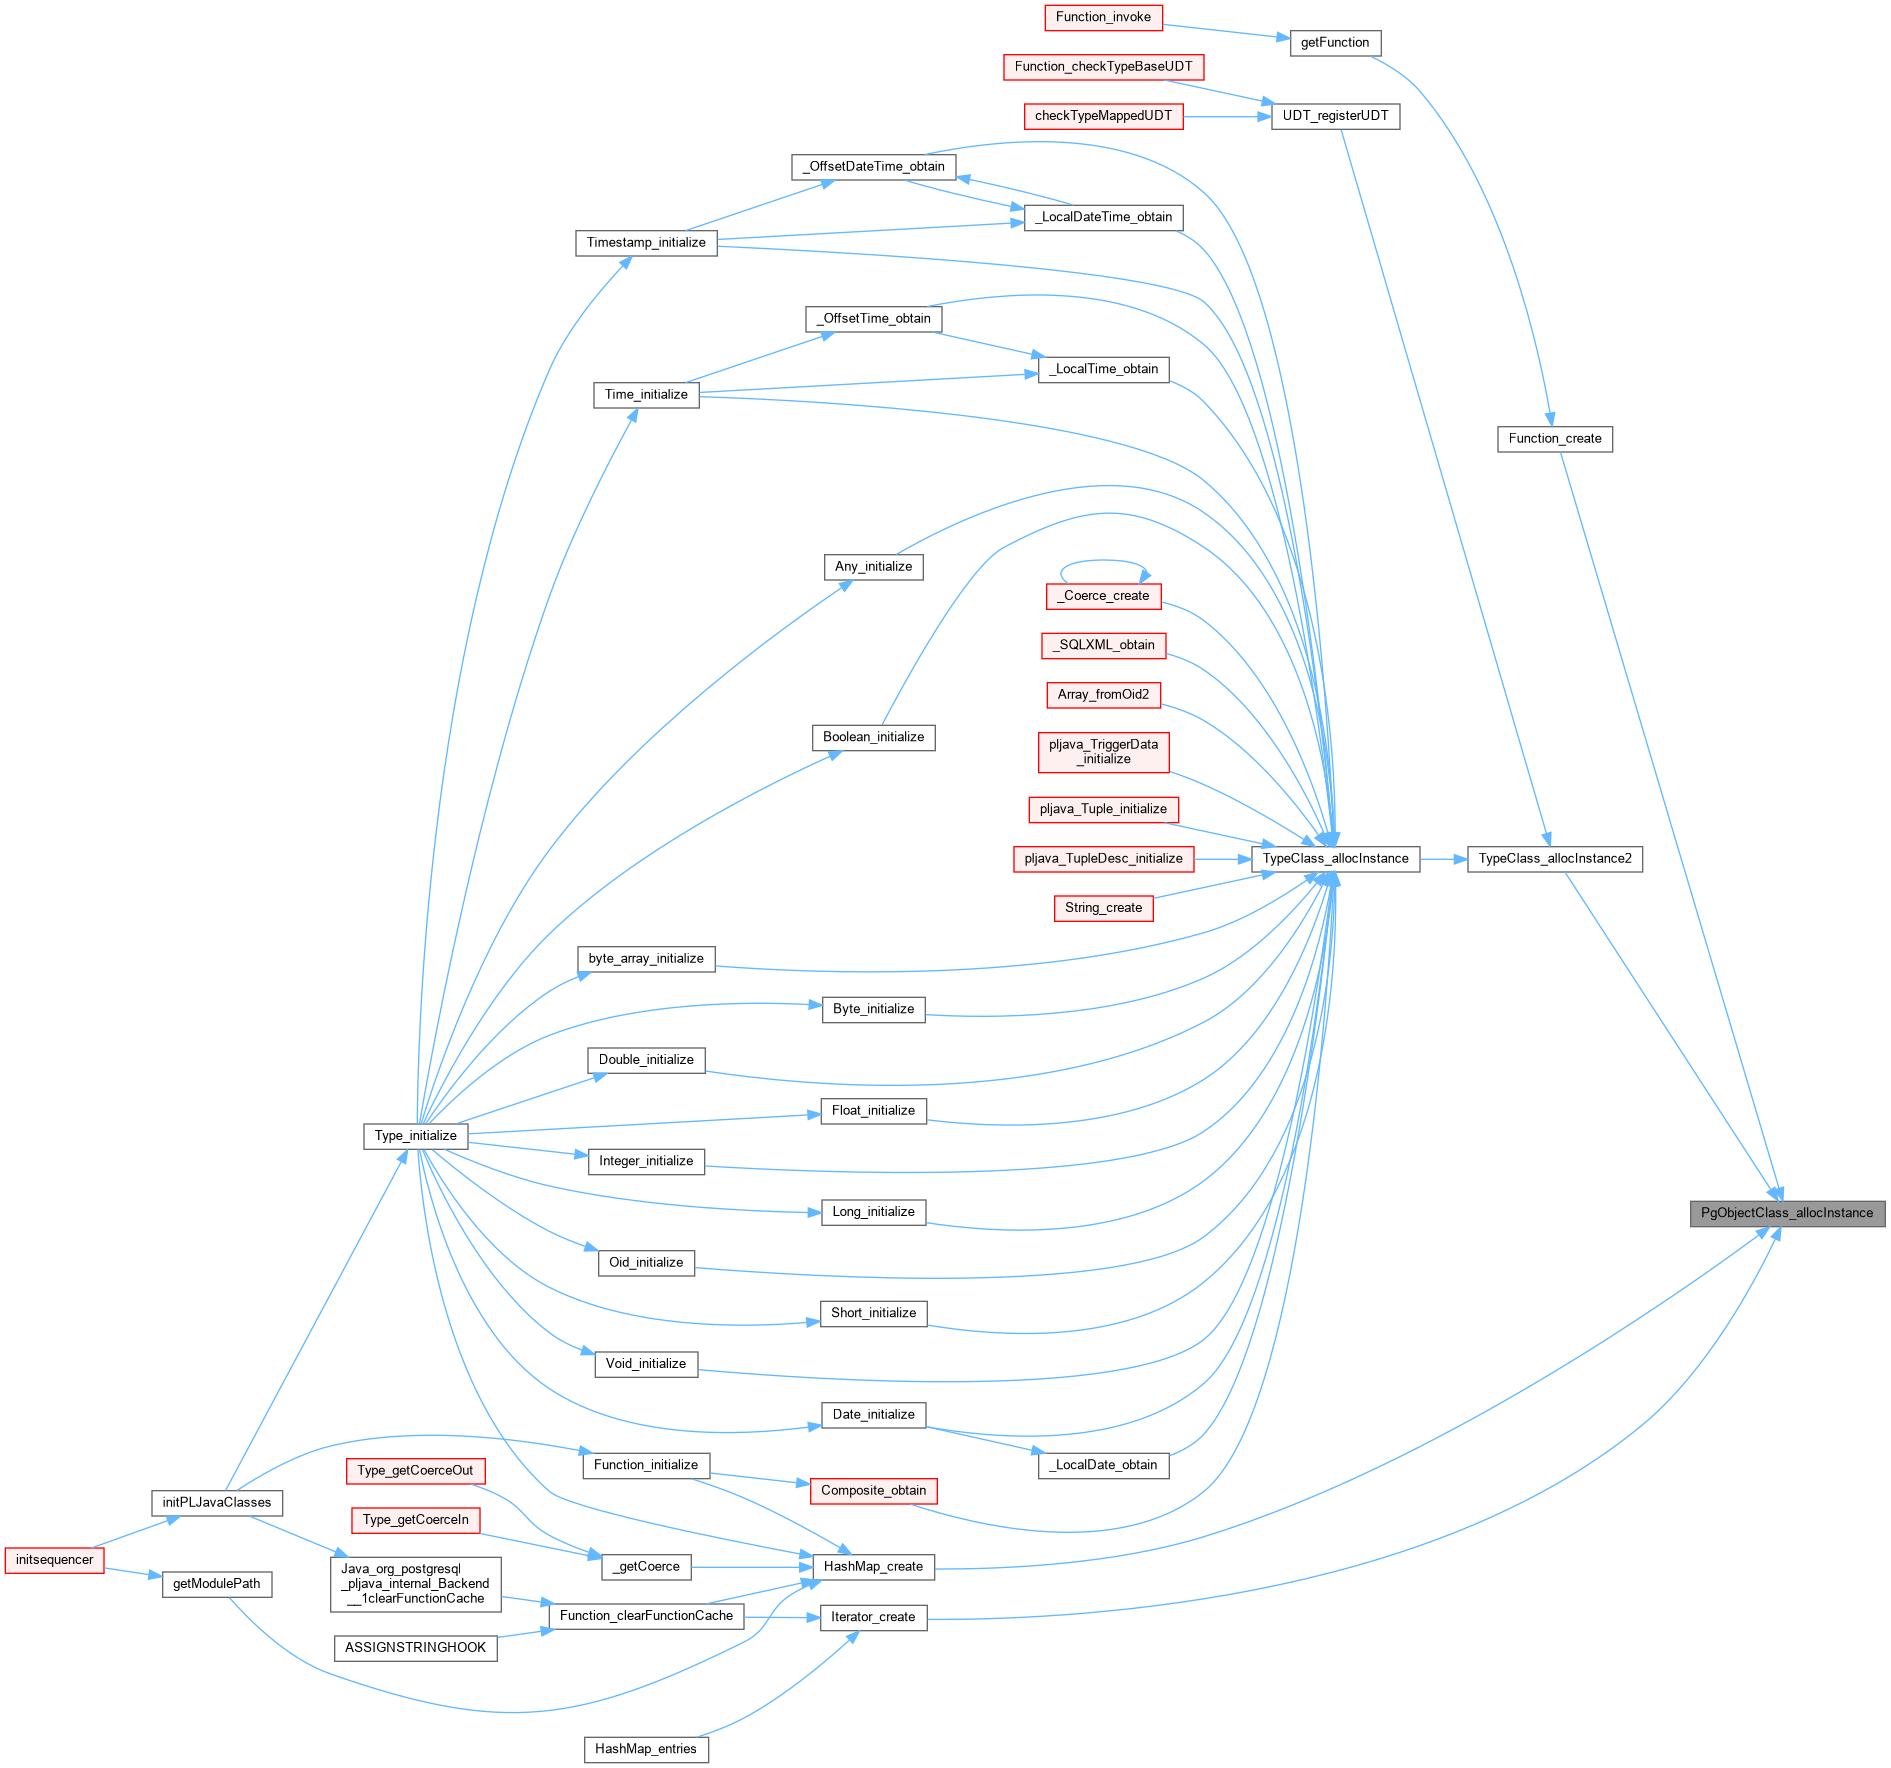 Function_invoke
getFunction
Function_checkTypeBaseUDT
checkTypeMappedUDT
UDT_registerUDT
_OffsetDateTime_obtain
_LocalDateTime_obtain
Timestamp_initialize
_OffsetTime_obtain
_LocalTime_obtain
Time_initialize
Function_create
Any_initialize
_Coerce_create
_SQLXML_obtain
Array_fromOid2
Boolean_initialize
pljava_TriggerData
_initialize
pljava_Tuple_initialize
pljava_TupleDesc_initialize
TypeClass_allocInstance
TypeClass_allocInstance2
String_create
byte_array_initialize
Byte_initialize
Double_initialize
Float_initialize
Type_initialize
Integer_initialize
Long_initialize
PgObjectClass_allocInstance
Oid_initialize
Short_initialize
Void_initialize
Date_initialize
Function_initialize
_LocalDate_obtain
Type_getCoerceOut
Composite_obtain
initPLJavaClasses
Type_getCoerceIn
initsequencer
Java_org_postgresql
_pljava_internal_Backend
__1clearFunctionCache
_getCoerce
HashMap_create
getModulePath
Function_clearFunctionCache
Iterator_create
ASSIGNSTRINGHOOK
HashMap_entries